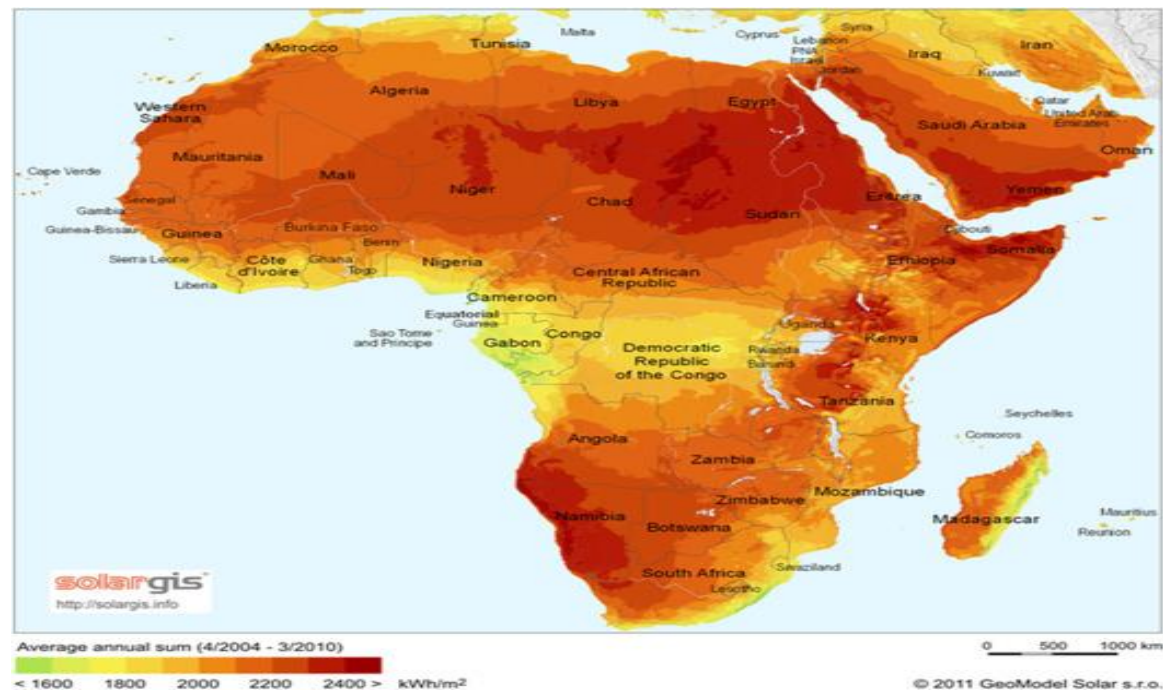 Malta
Cyprus
Syria
Lebanon
PNA
Israel
Jordan
Iraq
Iran
Kuwait
Morocco
Tunisia
Algeria
Libya
Egypt
Qatar
United Arab
Emirates
Saudi Arabia
Oman
Western
Sahara
Mauritania
Mali
Niger
Chad
Sudan
Eritrea
Yemen
Cape Verde
Senegal
Gambia
Guinea-Bissau
Guinea
Burkina Faso
Benin
Djibouti
Somalia
Ethiopia
Sierra Leone
Côte
d'Ivoire
Ghana
Togo
Nigeria
Central African
Republic
Liberia
Cameroon
Equatorial
Guinea
Sao Tome
and Principe
Gabon
Congo
Democratic
Republic
of the Congo
Uganda
Kenya
Rwanda
Burundi
Tanzania
Seychelles
Comoros
Angola
Zambia
Mozambique
Zimbabwe
Madagascar
Mauritius
Reunion
Namibia
Botswana
Swaziland
South Africa
Lesotho
solargis
http://solargis.info
Average annual sum (4/2004 - 3/2010)
< 1600 1800 2000 2200 2400 > kWh/m²
0 500 1000 km
© 2011 GeoModel Solar s.r.o.